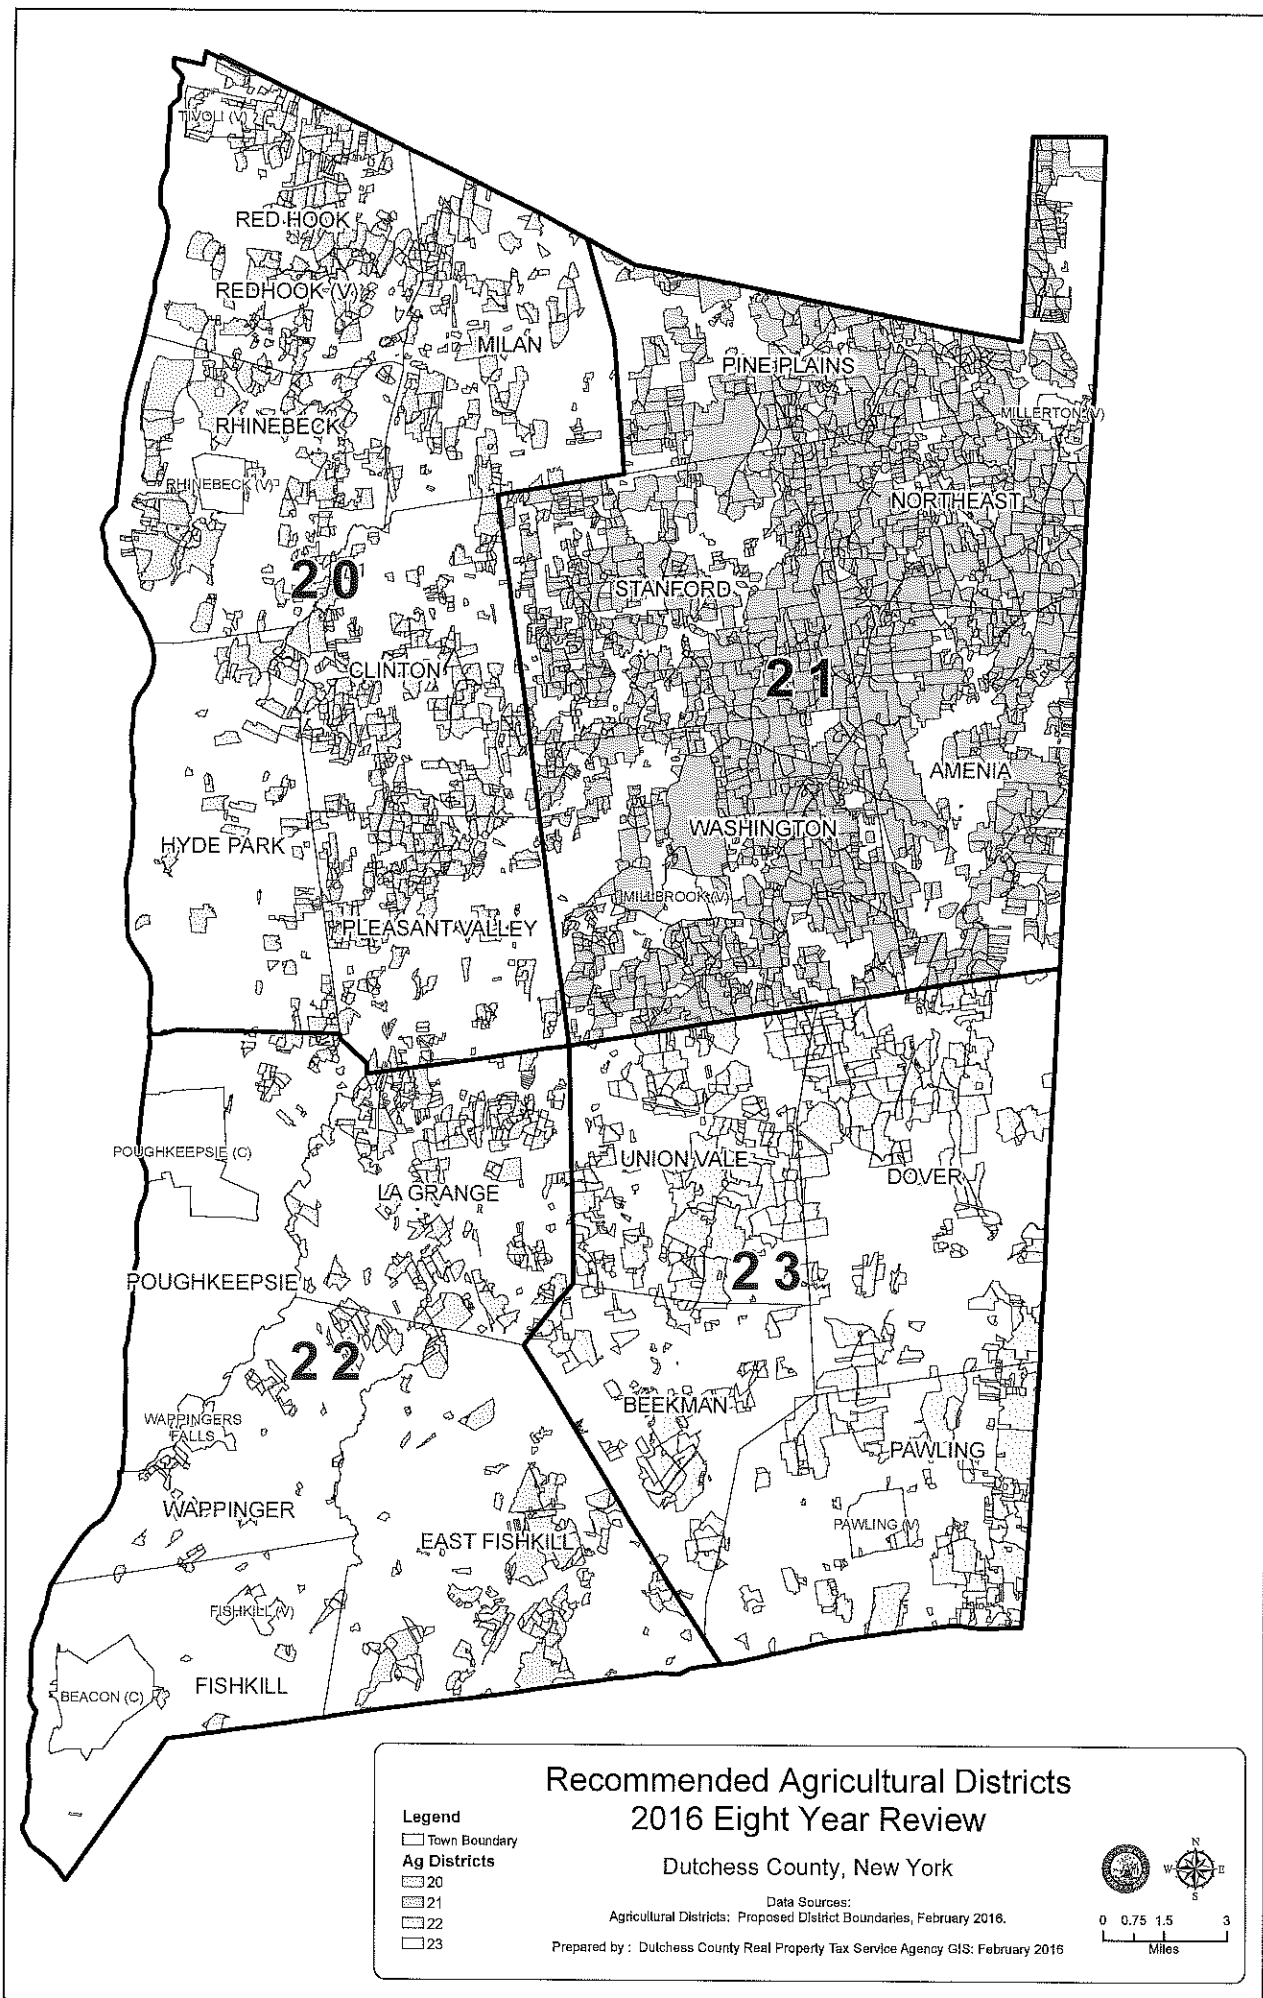 TIVOLI (V)
RED HOOK
REDHOOK (V)
MILAN
PINE PLAINS
MILLERTON (V)
RHINEBECK
RHINEBECK (V)
NORTHEAST
20
STANFORD
CLINTON
21
AMENIA
WASHINGTON
HYDE PARK
MILLBROOK (V)
PLEASANT VALLEY
POUGHKEEPSIE (C)
UNION VALE
DOVER
LA GRANGE
23
POUGHKEEPSIE
22
BEEKMAN
WAPPINGERS
FALLS
PAWLING
WAPPINGER
PAWLING (V)
EAST FISHKILL
FISHKILL (V)
FISHKILL
BEACON (C)
Recommended Agricultural Districts
2016 Eight Year Review
Dutchess County, New York
Data Sources:
Agricultural Districts: Proposed District Boundaries, February 2016.
Prepared by : Dutchess County Real Property Tax Service Agency GIS: February 2016
Legend
Town Boundary
Ag Districts
20
21
22
23
N
W E
S
0 0.75 1.5 3
Miles